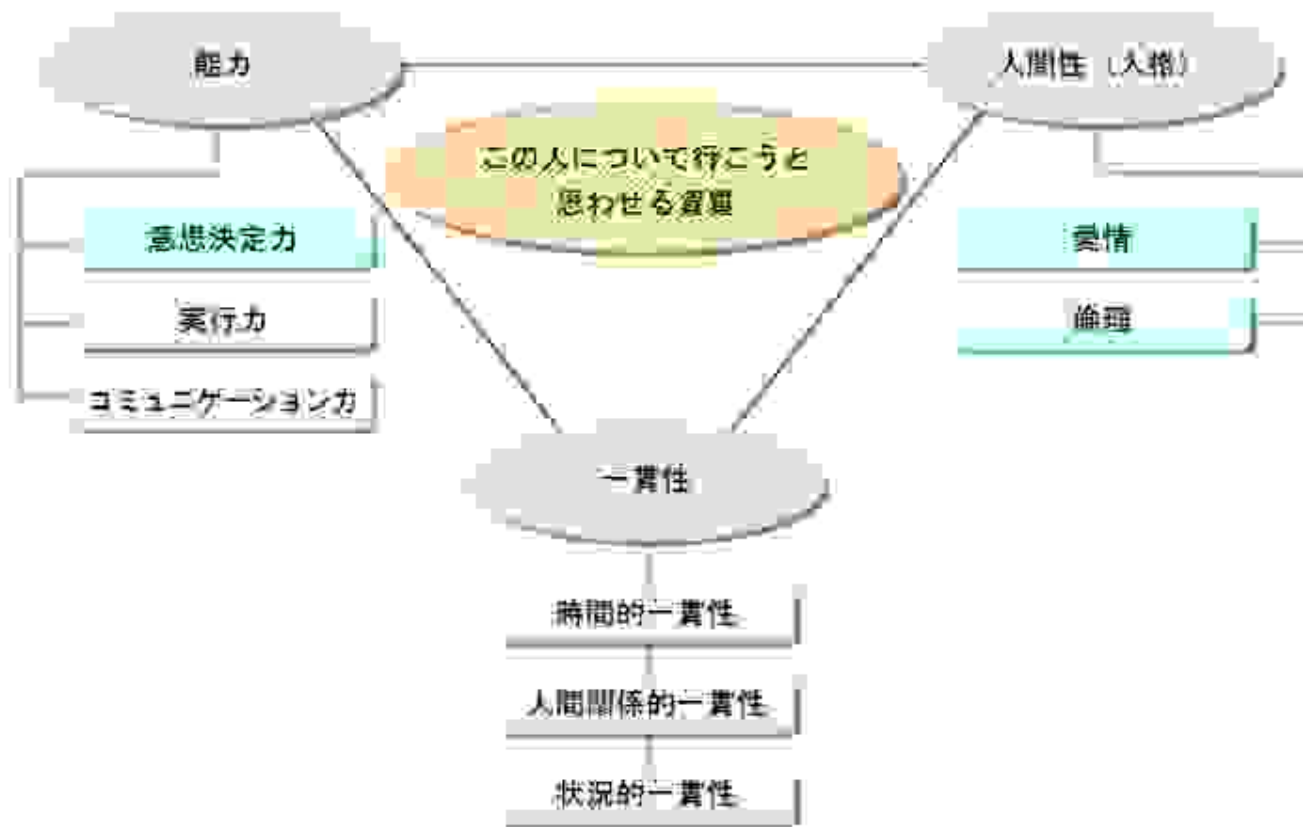 能力
人間性（人格）
この人について行こうと
思わせる資質
意思決定力
愛情
実行力
倫理
コミュニケーション力
一貫性
時間的一貫性
人間関係的一貫性
状況的一貫性